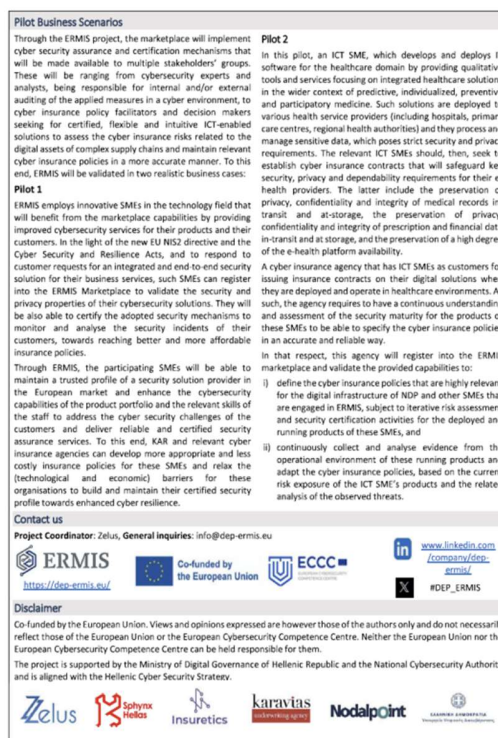 Pilot Business Scenarios
Through the ERMIS project, the marketplace will implement
cyber security assurance and certification mechanisms that
will be made available to multiple stakeholders' groups.
These will be ranging from cybersecurity experts and
analysts, being responsible for internal and/or external
auditing of the applied measures in a cyber environment, to
cyber insurance policy facilitators and decision makers
seeking for certified, flexible and intuitive ICT-enabled
solutions to assess the cyber insurance risks related to the
digital assets of complex supply chains and maintain relevant
cyber insurance policies in a more accurate manner. To this
end, ERMIS will be validated in two realistic business cases:
Pilot 1
ERMIS employs innovative SMEs in the technology field that
will benefit from the marketplace capabilities by providing
improved cybersecurity services for their products and their
customers. In the light of the new EU NIS2 directive and the
Cyber Security and Resilience Acts, and to respond to
customer requests for an integrated and end-to-end security
solution for their business services, such SMEs can register
into the ERMIS Marketplace to validate the security and
privacy properties of their cybersecurity solutions. They will
be also able to certify the adopted security mechanisms to
monitor and analyse the security incidents of their
customers, towards reaching better and more affordable
insurance policies.
Through ERMIS, the participating SMEs will be able to
maintain a trusted profile of a security solution provider in
the European market and enhance the cybersecurity
capabilities of the product portfolio and the relevant skills of
the staff to address the cyber security challenges of the
customers and deliver reliable and certified security
assurance services. To this end, KAR and relevant cyber
insurance agencies can develop more appropriate and less
costly insurance policies for these SMEs and relax the
(technological and economic) barriers for these
organisations to build and maintain their certified security
profile towards enhanced cyber resilience.
Pilot 2
In this pilot, an ICT SME, which develops and deploys I
software for the healthcare domain by providing qualitativ
tools and services focusing on integrated healthcare solution
in the wider context of predictive, individualized, preventiv
and participatory medicine. Such solutions are deployed t
various health service providers (including hospitals, primar
care centres, regional health authorities) and they process an
manage sensitive data, which poses strict security and privac
requirements. The relevant ICT SMEs should, then, seek t
establish cyber insurance contracts that will safeguard ke
security, privacy and dependability requirements for their e
health providers. The latter include the preservation o
privacy, confidentiality and integrity of medical records i
transit and at-storage, the preservation of privacy
confidentiality and integrity of prescription and financial dat
in-transit and at storage, and the preservation of a high degre
of the e-health platform availability.
A cyber insurance agency that has ICT SMEs as customers fo
issuing insurance contracts on their digital solutions whe
they are deployed and operate in healthcare environments. A
such, the agency requires to have a continuous understandin
and assessment of the security maturity for the products o
these SMEs to be able to specify the cyber insurance policie
in an accurate and reliable way.
In that respect, this agency will register into the ERMI
marketplace and validate the provided capabilities to:
i) define the cyber insurance policies that are highly relevan
for the digital infrastructure of NDP and other SMEs tha
are engaged in ERMIS, subject to iterative risk assessmen
and security certification activities for the deployed an
running products of these SMEs, and
ii) continuously collect and analyse evidence from th
operational environment of these running products an
adapt the cyber insurance policies, based on the curren
risk exposure of the ICT SME's products and the relate
analysis of the observed threats.
Contact us
Project Coordinator: Zelus, General inquiries: info@dep-ermis.eu
ERMIS
https://dep-ermis.eu/
Co-funded by
the European Union
ECCC
EUROPEAN CYBERSECURITY
COMPETENCE CENTRE
in
www.linkedin.com
/company/dep-
ermis/
X
#DEP_ERMIS
Disclaimer
Co-funded by the European Union. Views and opinions expressed are however those of the authors only and do not necessaril
reflect those of the European Union or the European Cybersecurity Competence Centre. Neither the European Union nor th
European Cybersecurity Competence Centre can be held responsible for them.
The project is supported by the Ministry of Digital Governance of Hellenic Republic and the National Cybersecurity Authorit
and is aligned with the Hellenic Cyber Security Strategy.
Zelus
Sphynx
Hellas
Insuretics
karavias
underwriting agency
Nodalpoint
ΕΛΛΗΝΙΚΗ ΔΗΜΟΚΡΑΤΙΑ